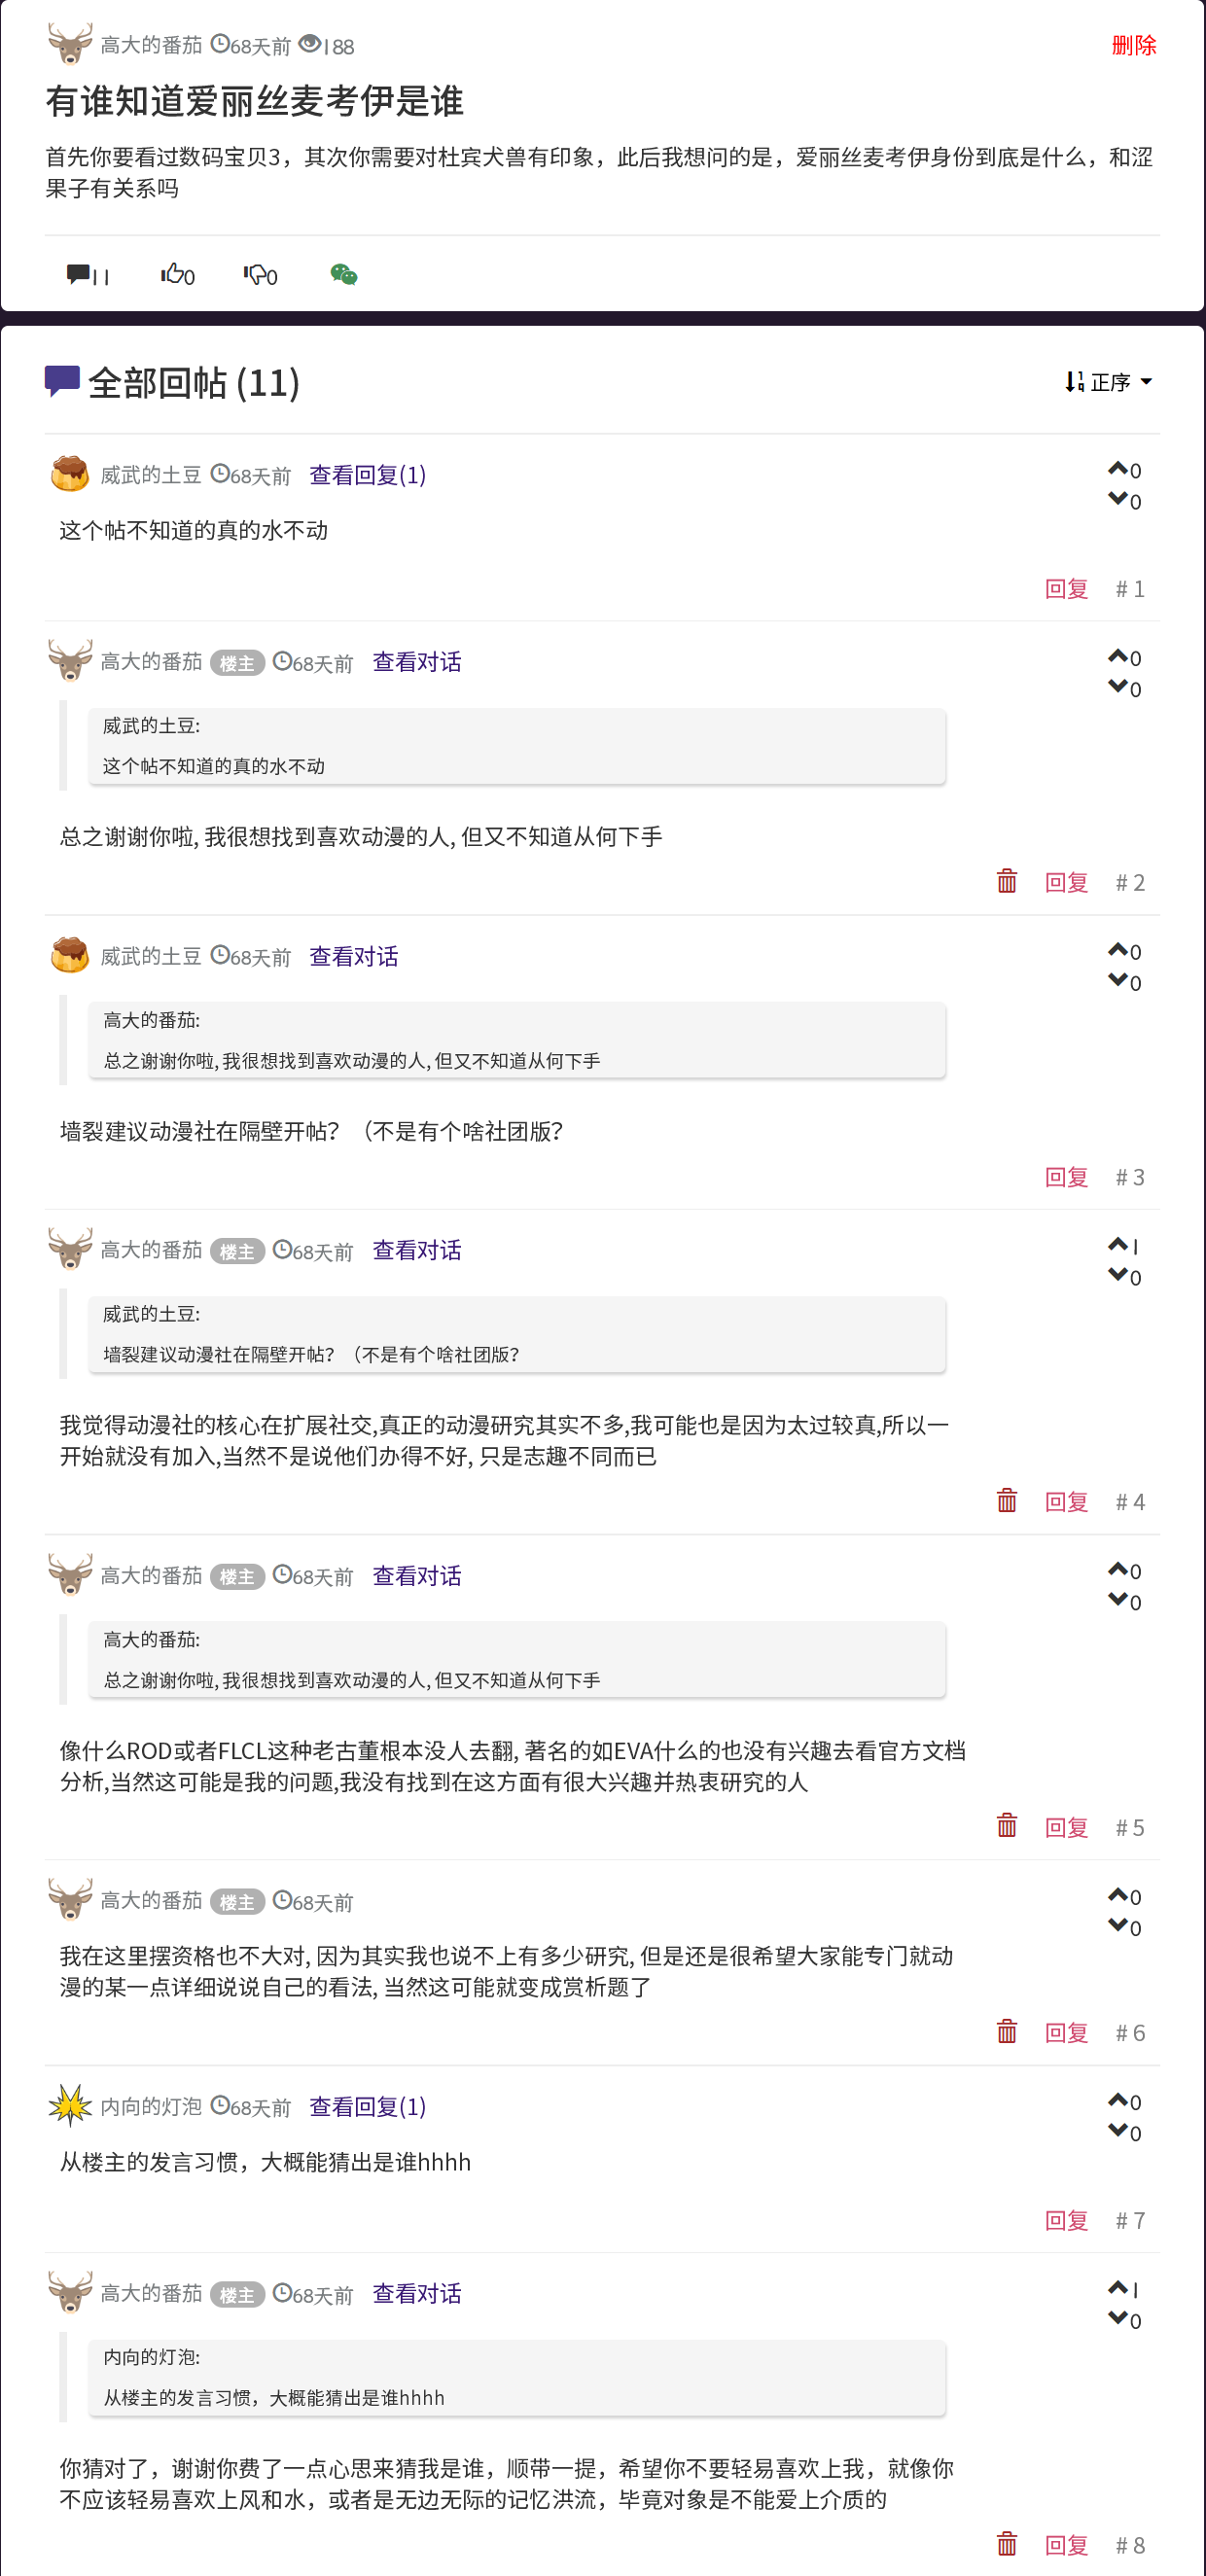 高大的番茄 68天前 188 删除
有谁知道爱丽丝麦考伊是谁
首先你要看过数码宝贝3，其次你需要对杜宾犬兽有印象，此后我想问的是，爱丽丝麦考伊身份到底是什么，和涩
果子有关系吗
11 0 0
全部回帖 (11) 正序
威武的土豆 68天前 查看回复(1) 0
0
这个帖不知道的真的水不动
回复 # 1
高大的番茄 楼主 68天前 查看对话 0
0
威武的土豆:
这个帖不知道的真的水不动
总之谢谢你啦, 我很想找到喜欢动漫的人, 但又不知道从何下手
回复 # 2
威武的土豆 68天前 查看对话 0
0
高大的番茄:
总之谢谢你啦, 我很想找到喜欢动漫的人, 但又不知道从何下手
墙裂建议动漫社在隔壁开帖？（不是有个啥社团版？
回复 # 3
高大的番茄 楼主 68天前 查看对话 1
0
威武的土豆:
墙裂建议动漫社在隔壁开帖？（不是有个啥社团版？
我觉得动漫社的核心在扩展社交,真正的动漫研究其实不多,我可能也是因为太过较真,所以一
开始就没有加入,当然不是说他们办得不好, 只是志趣不同而已
回复 # 4
高大的番茄 楼主 68天前 查看对话 0
0
高大的番茄:
总之谢谢你啦, 我很想找到喜欢动漫的人, 但又不知道从何下手
像什么ROD或者FLCL这种老古董根本没人去翻, 著名的如EVA什么的也没有兴趣去看官方文档
分析,当然这可能是我的问题,我没有找到在这方面有很大兴趣并热衷研究的人
回复 # 5
高大的番茄 楼主 68天前 0
0
我在这里摆资格也不大对, 因为其实我也说不上有多少研究, 但是还是很希望大家能专门就动
漫的某一点详细说说自己的看法, 当然这可能就变成赏析题了
回复 # 6
内向的灯泡 68天前 查看回复(1) 0
0
从楼主的发言习惯，大概能猜出是谁hhhh
回复 # 7
高大的番茄 楼主 68天前 查看对话 1
0
内向的灯泡:
从楼主的发言习惯，大概能猜出是谁hhhh
你猜对了，谢谢你费了一点心思来猜我是谁，顺带一提，希望你不要轻易喜欢上我，就像你
不应该轻易喜欢上风和水，或者是无边无际的记忆洪流，毕竟对象是不能爱上介质的
回复 # 8